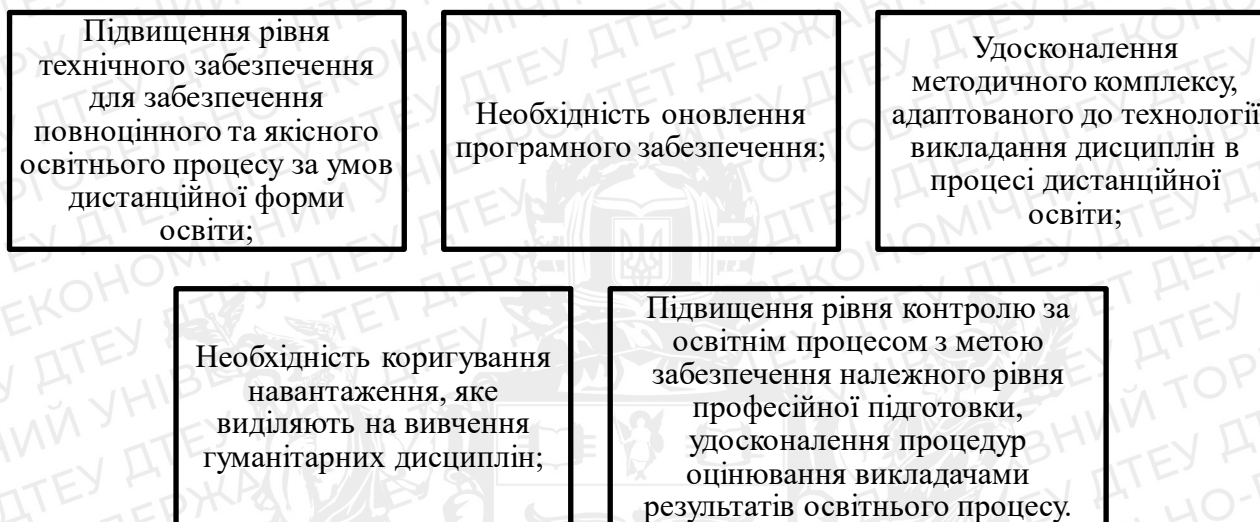 Підвищення рівня
технічного забезпечення
для забезпечення
повноцінного та якісного
освітнього процесу за умов
дистанційної форми
освіти;
Необхідність оновлення
програмного забезпечення;
Удосконалення
методичного комплексу,
адаптованого до технології
викладання дисциплін в
процесі дистанційної
освіти;
Необхідність коригування
навантаження, яке
виділяють на вивчення
гуманітарних дисциплін;
Підвищення рівня контролю за
освітнім процесом з метою
забезпечення належного рівня
професійної підготовки,
удосконалення процедур
оцінювання викладачами
результатів освітнього процесу.